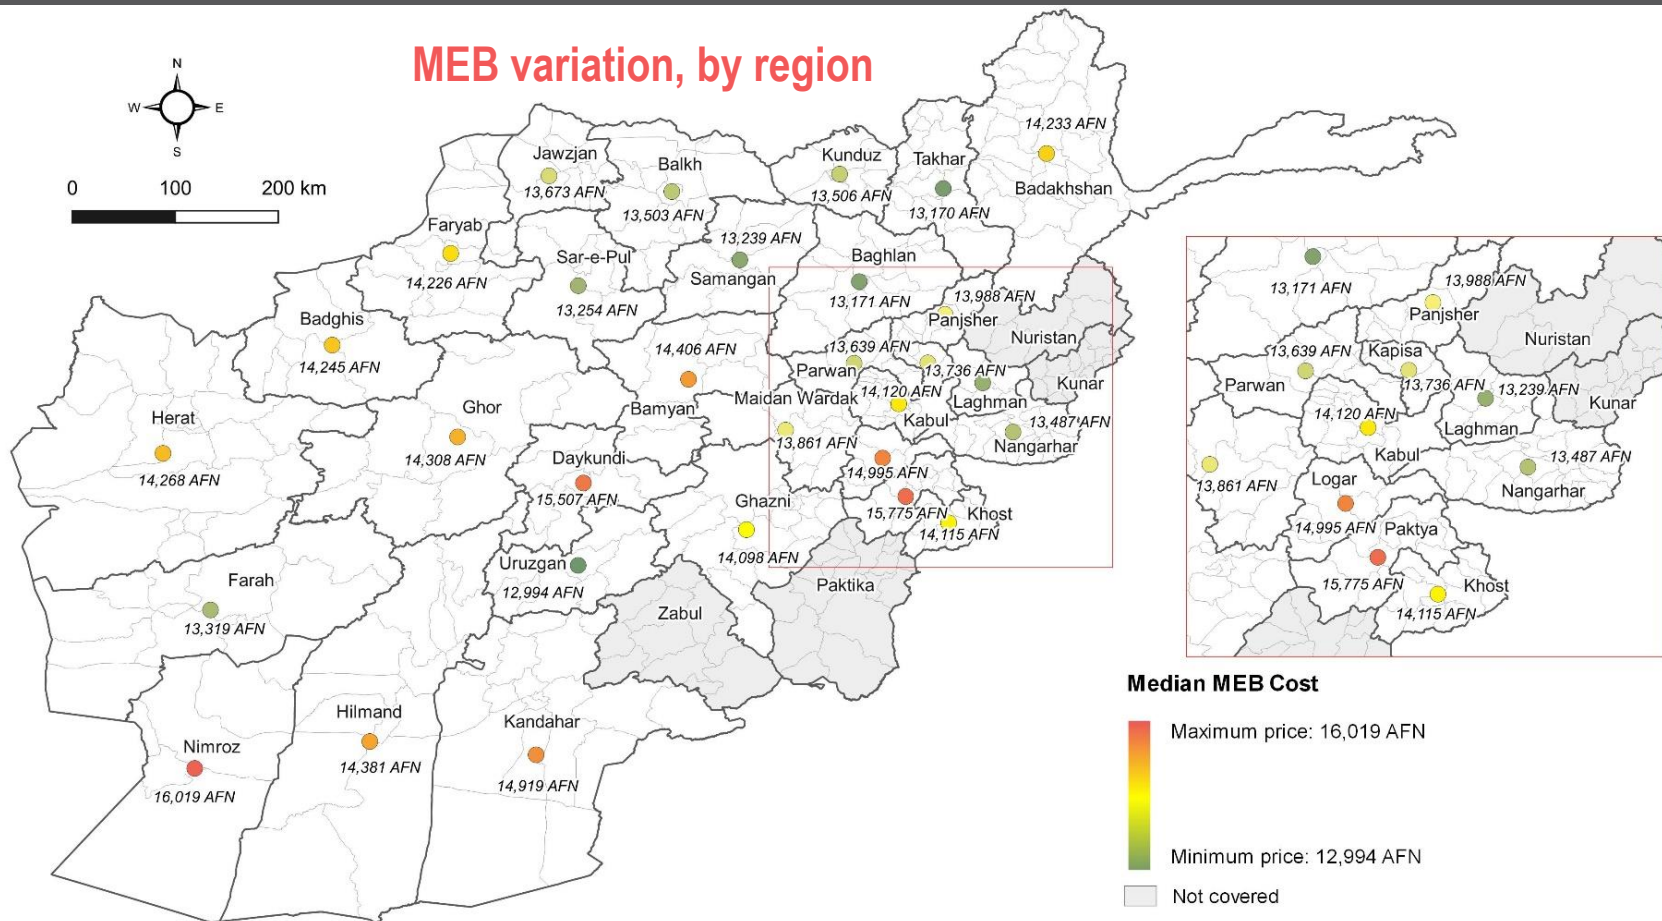 MEB variation, by region
N
W E
S
0 100 200 km
Jawzjan
13,673 AFN
Balkh
13,503 AFN
Kunduz
13,506 AFN
Takhar
13,170 AFN
14,233 AFN
Badakhshan
Faryab
14,226 AFN
Sar-e-Pul
13,254 AFN
13,239 AFN
Samangan
Baghlan
13,171 AFN
13,988 AFN
Panjsher
Nuristan
Kunar
Badghis
14,245 AFN
14,406 AFN
Bamyan
13,639 AFN
Parwan
13,736 AFN
14,120 AFN
Kabul
Laghman
13,487 AFN
Nangarhar
Maidan Wardak
13,861 AFN
Herat
14,268 AFN
Ghor
14,308 AFN
Daykundi
15,507 AFN
Ghazni
14,098 AFN
14,995 AFN
15,775 AFN
Khost
14,115 AFN
Uruzgan
12,994 AFN
Farah
13,319 AFN
Zabul
Paktika
Nimroz
16,019 AFN
Hilmand
14,381 AFN
Kandahar
14,919 AFN
13,171 AFN
13,988 AFN
Panjsher
Nuristan
13,639 AFN
Kapisa
Parwan
13,736 AFN
13,239 AFN
Kunar
14,120 AFN
Laghman
Kabul
13,487 AFN
Nangarhar
13,861 AFN
Logar
14,995 AFN
Paktya
15,775 AFN
Khost
14,115 AFN
Median MEB Cost
Maximum price: 16,019 AFN
Minimum price: 12,994 AFN
Not covered